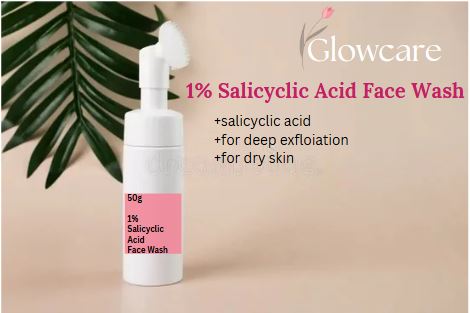 Glowcare
1% Salicyclic Acid Face Wash
+salicyclic acid
+for deep exfloiation
+for dry skin
50g
1%
Salicyclic
Acid
Face Wash